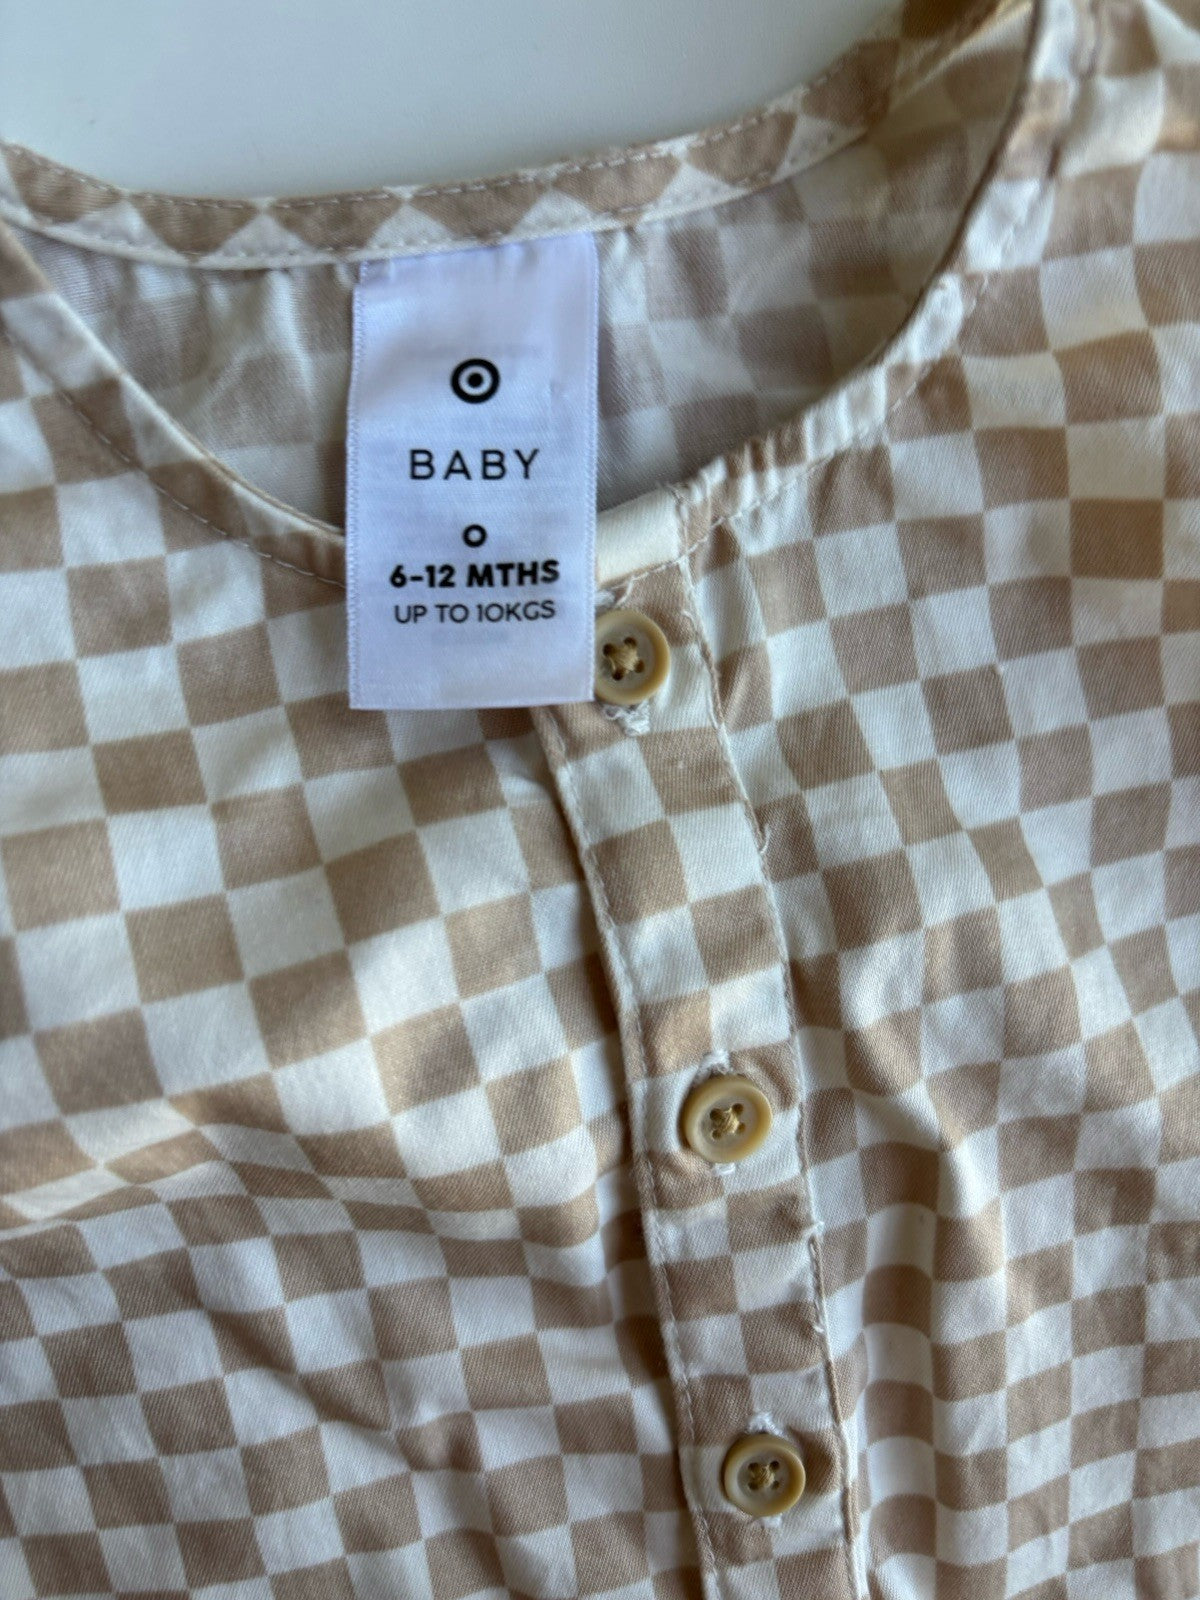 BABY
0
6-12 MTHS
UP TO 10KGS